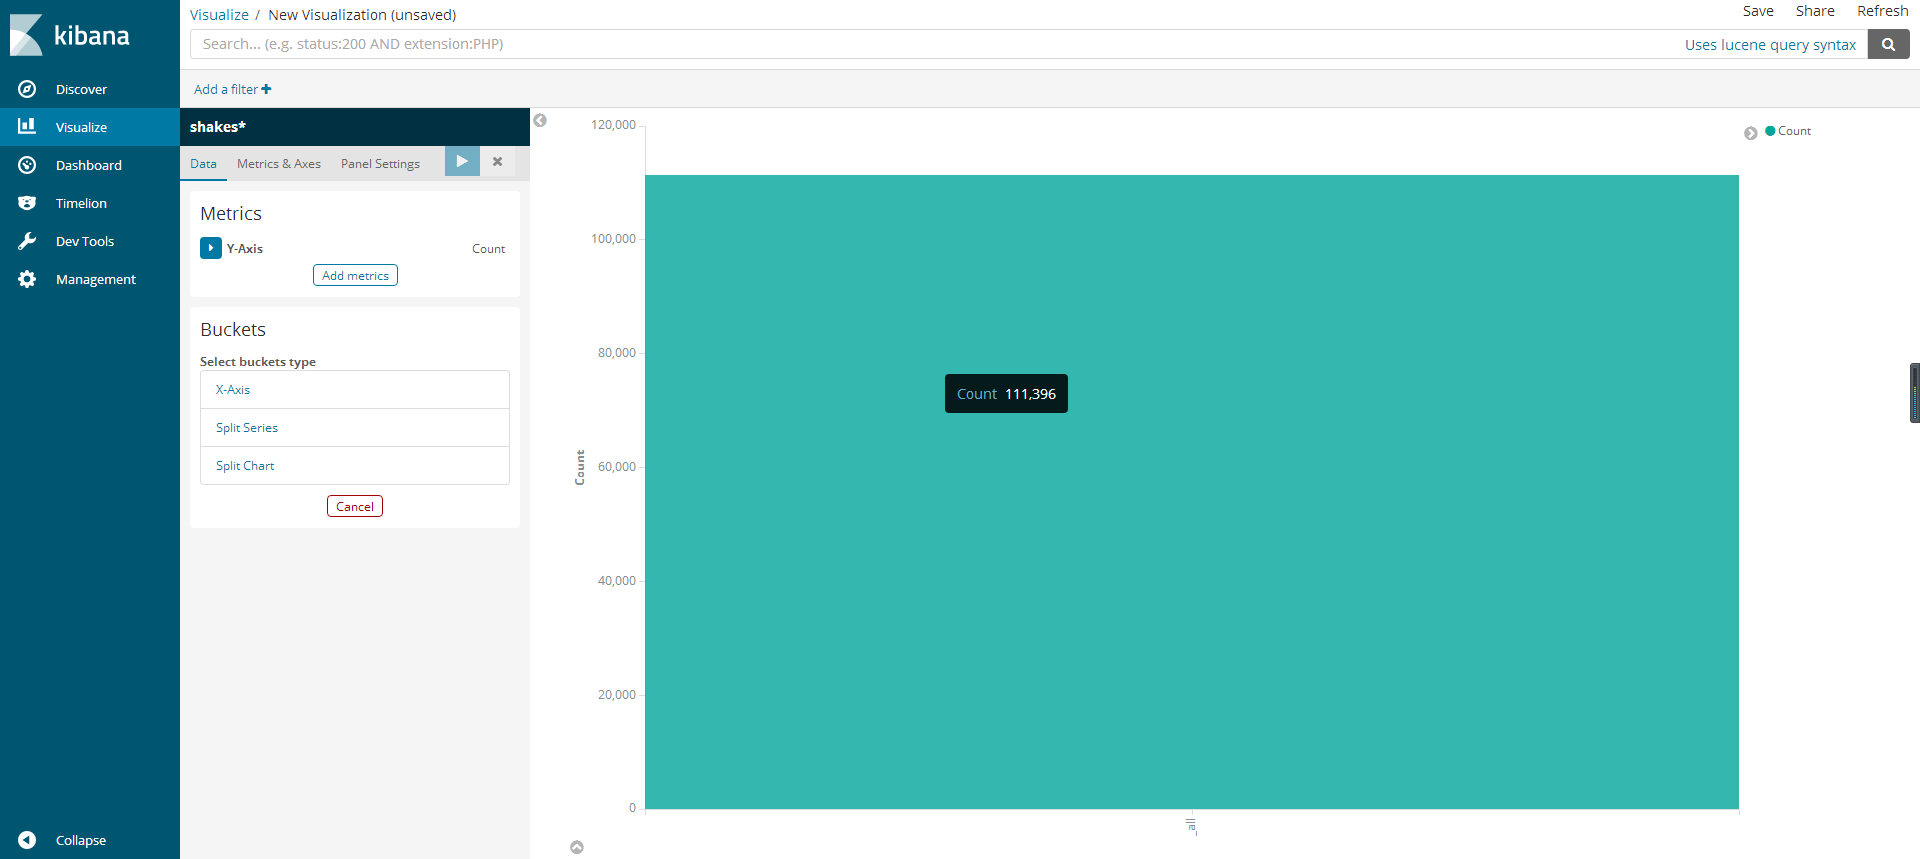 kibana
Discover
Visualize
Dashboard
Timelion
Dev Tools
Management
Collapse
Visualize / New Visualization (unsaved)
Save Share Refresh
Search... (e.g. status:200 AND extension:PHP)
Uses lucene query syntax
Add a filter
shakes*
Data Metrics & Axes Panel Settings
Metrics
Y-Axis Count
Add metrics
Buckets
Select buckets type
X-Axis
Split Series
Split Chart
Cancel
Count
120,000
100,000
80,000
60,000
40,000
20,000
0
Count 111,396
_all
Count